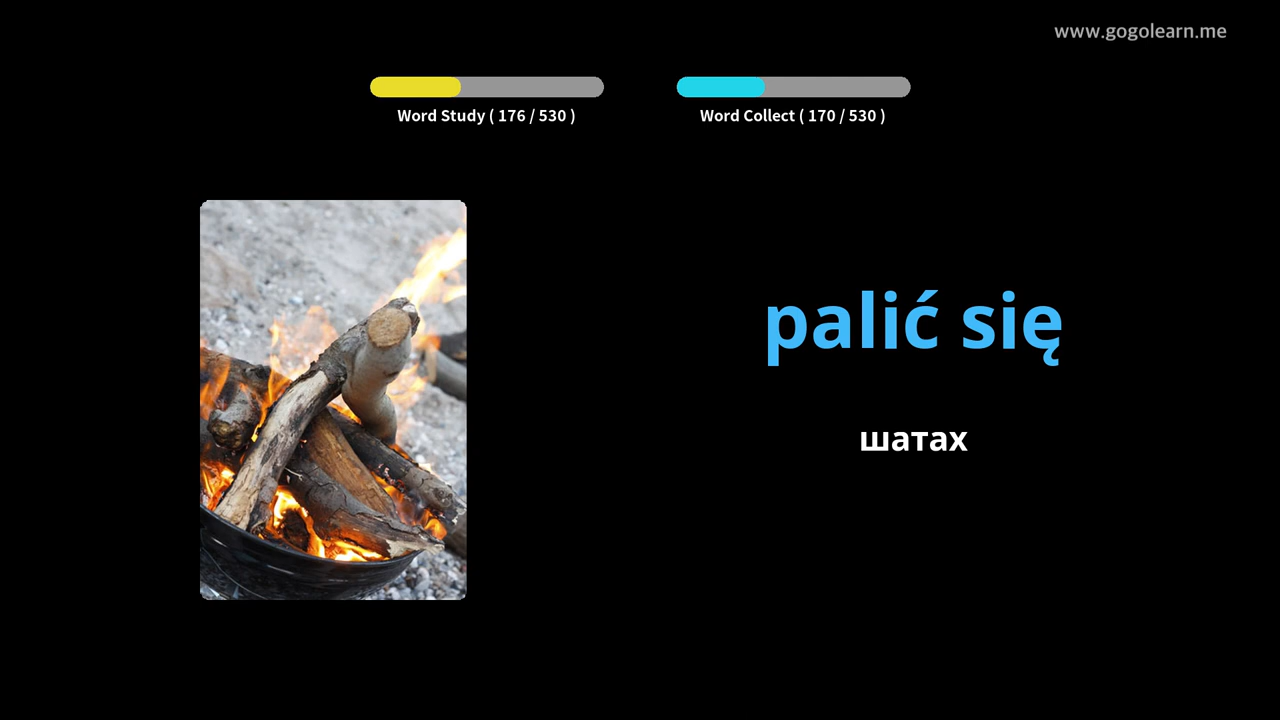 www.gogolearn.me
Word Study ( 176 / 530 )
Word Collect ( 170 / 530 )
palić się
шатах